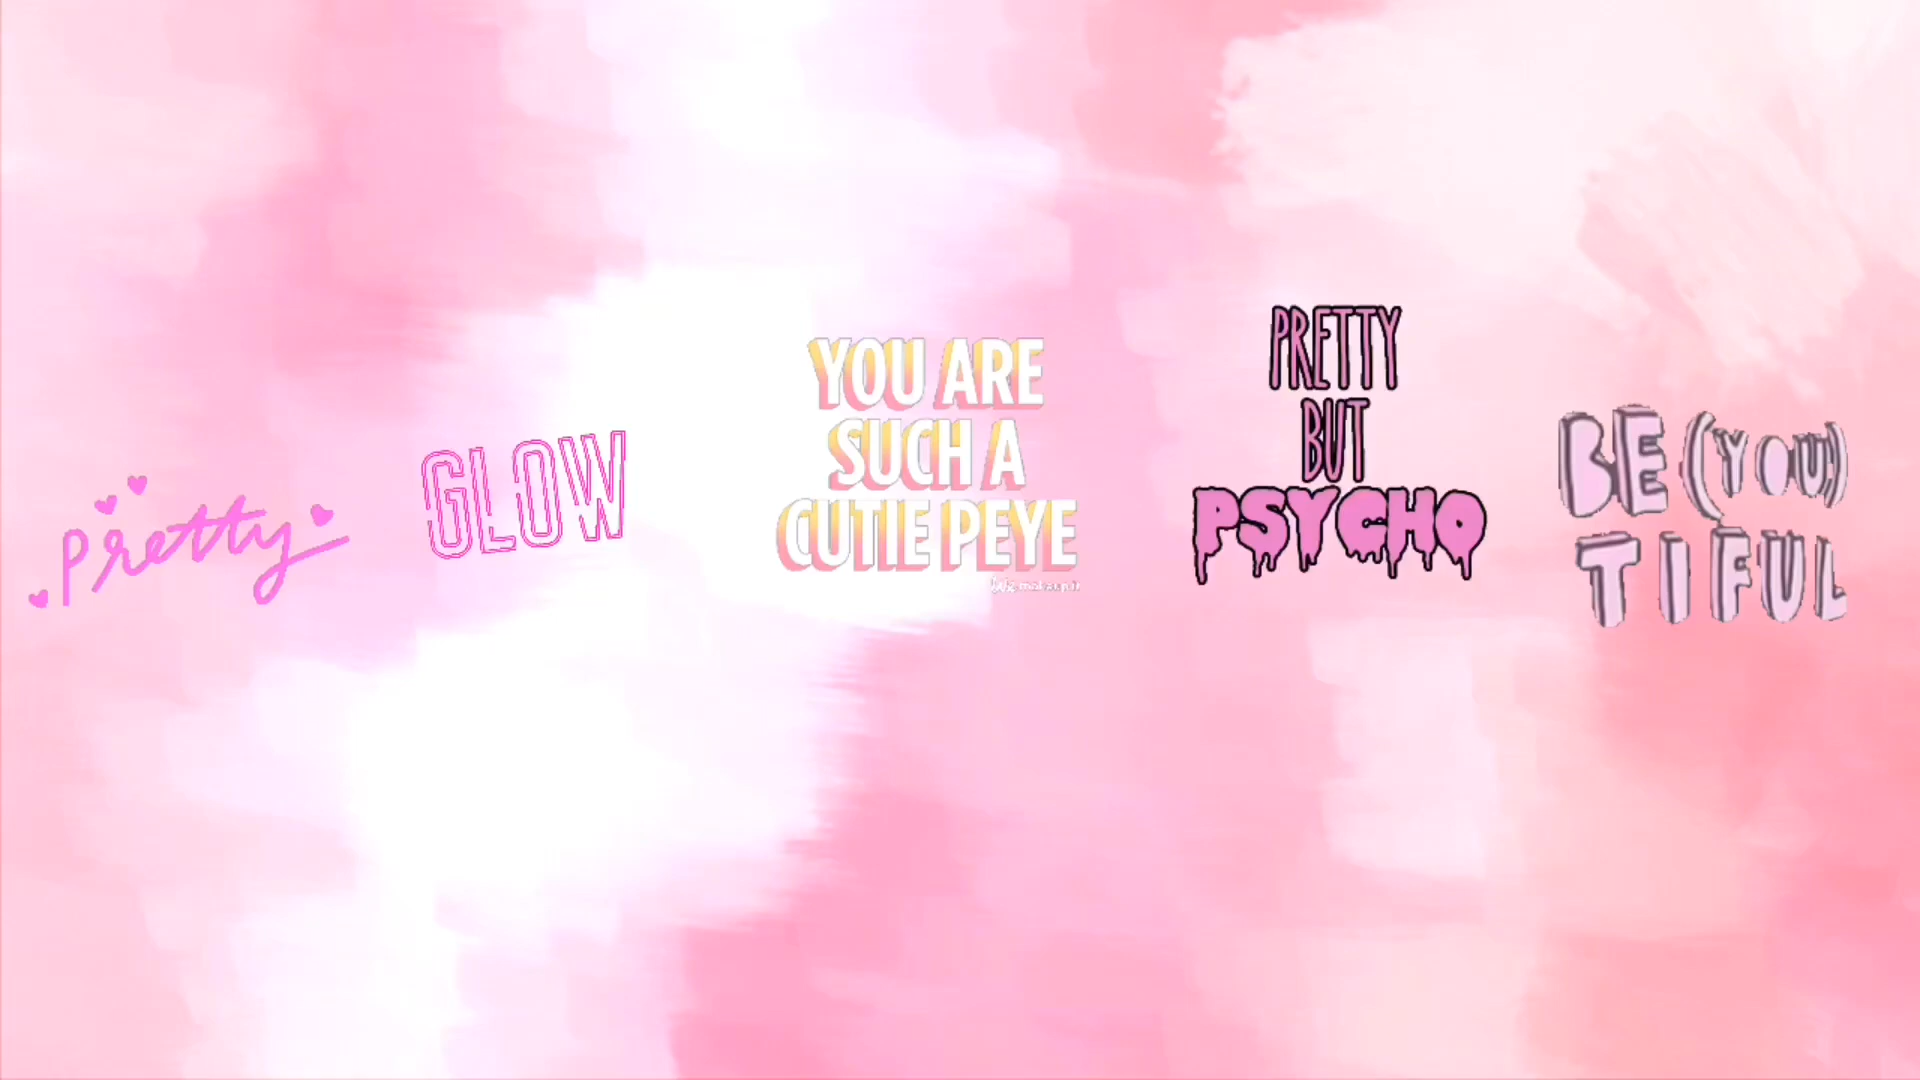 Pretty
GLOW
YOU ARE
SUCH A
CUTIE PEYE
PRETTY
BUT
PSYCHO
BE (YOU)
TIFUL